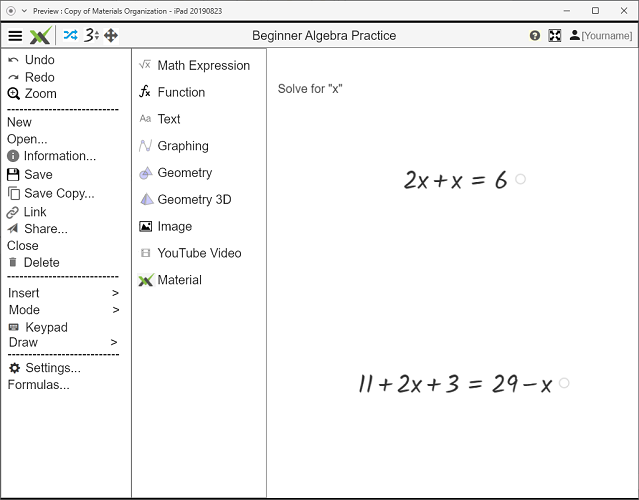 Preview : Copy of Materials Organization - iPad 20190823
3 Beginner Algebra Practice ? [Yourname]
Undo
Redo
Zoom
New
Open...
Information...
Save
Save Copy...
Link
Share...
Close
Delete
Insert >
Mode >
Keypad
Draw >
Settings...
Formulas...
√x Math Expression
fx Function
Aa Text
Graphing
Geometry
Geometry 3D
Image
YouTube Video
Material
Solve for "x"
2x + x = 6
11 + 2x + 3 = 29 − x